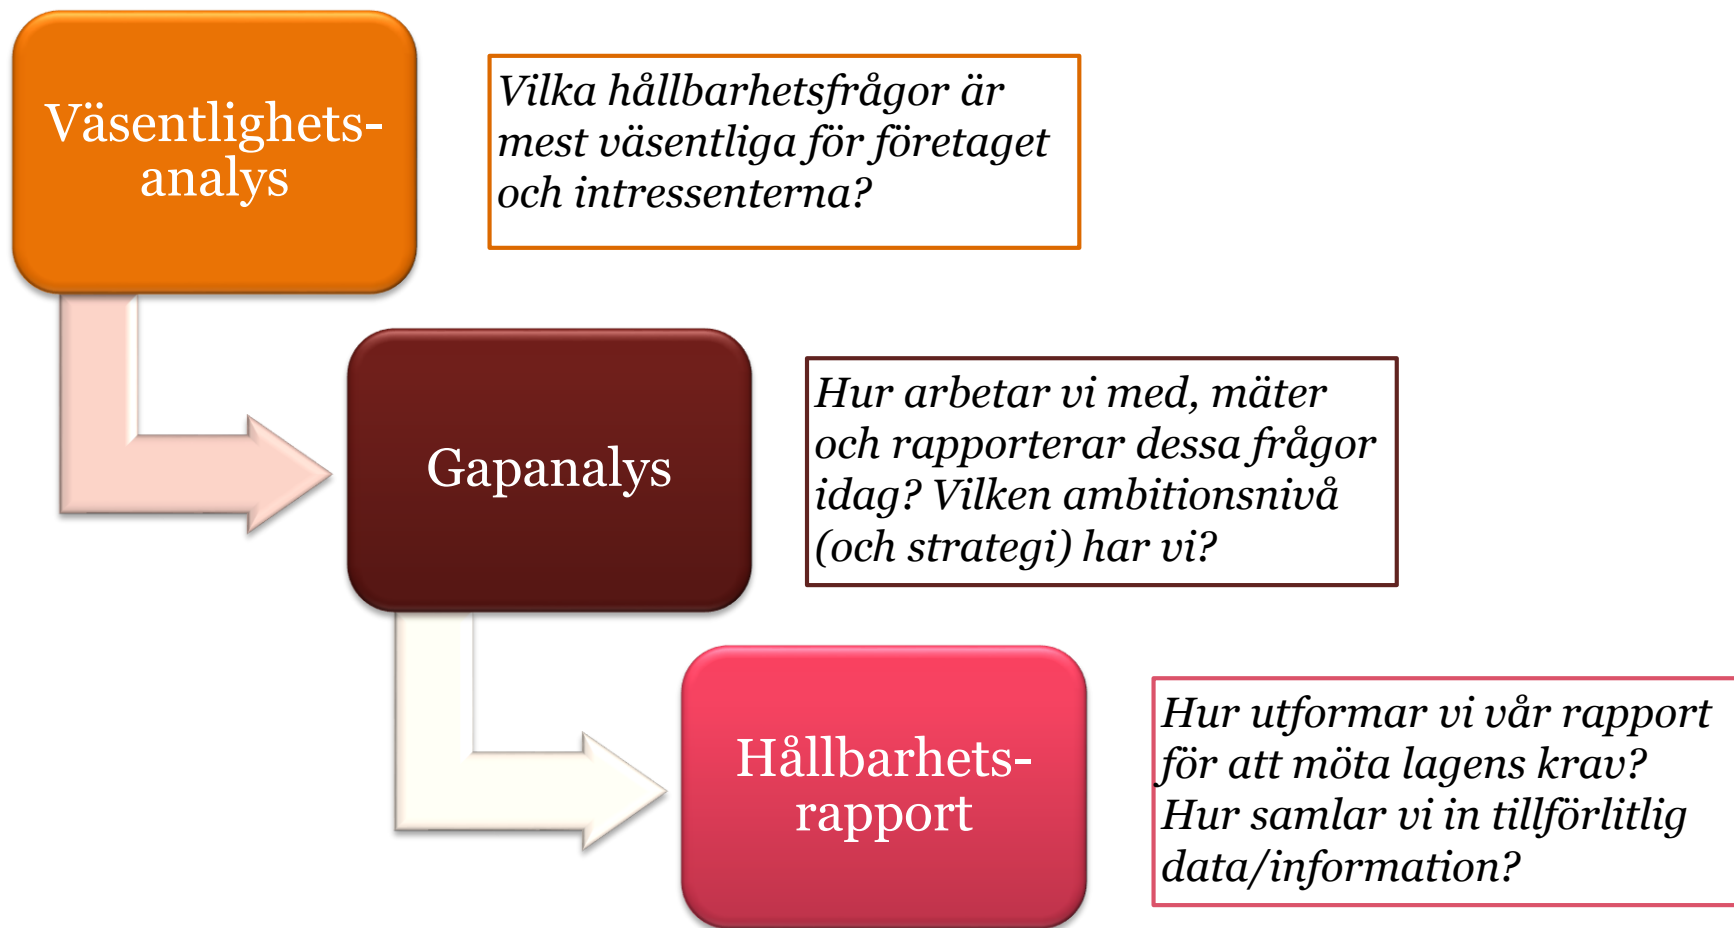 Väsentlighets-
analys
Vilka hållbarhetsfrågor är
mest väsentliga för företaget
och intressenterna?
Gapanalys
Hur arbetar vi med, mäter
och rapporterar dessa frågor
idag? Vilken ambitionsnivå
(och strategi) har vi?
Hållbarhets-
rapport
Hur utformar vi vår rapport
för att möta lagens krav?
Hur samlar vi in tillförlitlig
data/information?